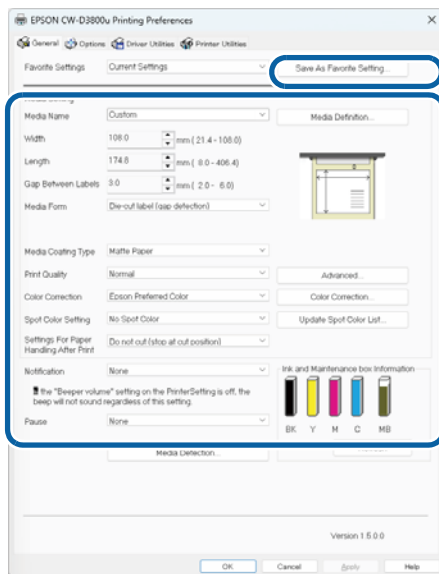 EPSON CW-D3800u Printing Preferences
General Options Driver Utilities Printer Utilities
Favorite Settings Current Settings Save As Favorite Setting...
Media Name Custom Media Definition...
Width 108.0 mm ( 21.4 - 108.0)
Length 174.8 mm ( 8.0 - 406.4)
Gap Between Labels 3.0 mm ( 2.0 - 6.0)
Media Form Die-cut label (gap detection)
Media Coating Type Matte Paper
Print Quality Normal Advanced...
Color Correction Epson Preferred Color Color Correction...
Spot Color Setting No Spot Color Update Spot Color List...
Settings For Paper
Handling After Print Do not cut (stop at cut position)
Notification None Ink and Maintenance box Information
If the "Beeper volume" setting on the PrinterSetting is off, the
beep will not sound regardless of this setting.
Pause None
BK Y M C MB
Media Detection...
Version 1.5.0.0
OK Cancel Apply Help